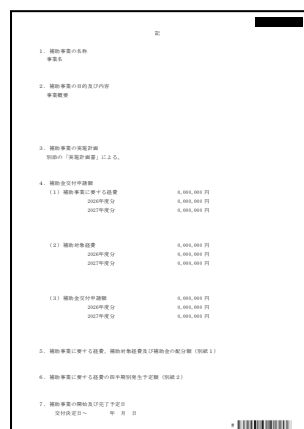 記
1. 補助事業の名称
事業名
2. 補助事業の目的及び内容
事業概要
3. 補助事業の実施計画
別添の「実施計画書」による。
4. 補助金交付申請額
(1) 補助事業に要する経費 0,000,000 円
2026年度分 0,000,000 円
2027年度分 0,000,000 円
(2) 補助対象経費 0,000,000 円
2026年度分 0,000,000 円
2027年度分 0,000,000 円
(3) 補助金交付申請額 0,000,000 円
2026年度分 0,000,000 円
2027年度分 0,000,000 円
5. 補助事業に要する経費、補助対象経費及び補助金の配分額 (別紙1)
6. 補助事業に要する経費の四半期別発生予定額 (別紙2)
7. 補助事業の開始及び完了予定日
交付決定日～ 年 月 日